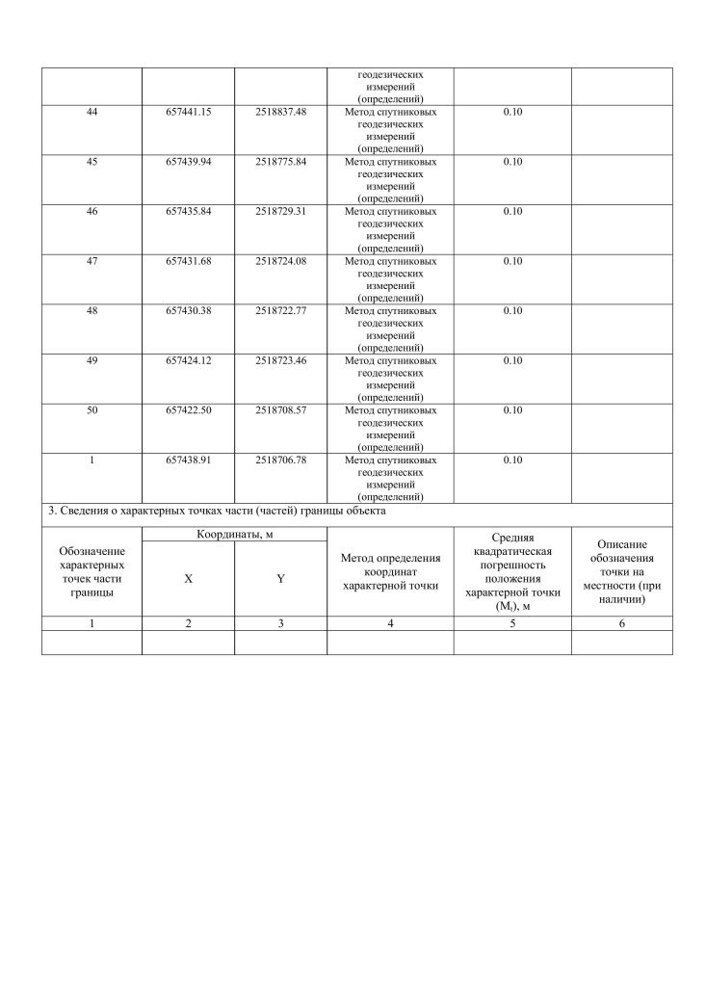 геодезических
измерений
(определений)
44 657441.15 2518837.48 Метод спутниковых 0.10
геодезических
измерений
(определений)
45 657439.94 2518775.84 Метод спутниковых 0.10
геодезических
измерений
(определений)
46 657435.84 2518729.31 Метод спутниковых 0.10
геодезических
измерений
(определений)
47 657431.68 2518724.08 Метод спутниковых 0.10
геодезических
измерений
(определений)
48 657430.38 2518722.77 Метод спутниковых 0.10
геодезических
измерений
(определений)
49 657424.12 2518723.46 Метод спутниковых 0.10
геодезических
измерений
(определений)
50 657422.50 2518708.57 Метод спутниковых 0.10
геодезических
измерений
(определений)
1 657438.91 2518706.78 Метод спутниковых 0.10
геодезических
измерений
(определений)
3. Сведения о характерных точках части (частей) границы объекта
Обозначение
характерных
точек части
границы
Координаты, м
X Y
Метод определения
координат
характерной точки
Средняя
квадратическая
погрешность
положения
характерной точки
(Mt), м
Описание
обозначения
точки на
местности (при
наличии)
1 2 3 4 5 6